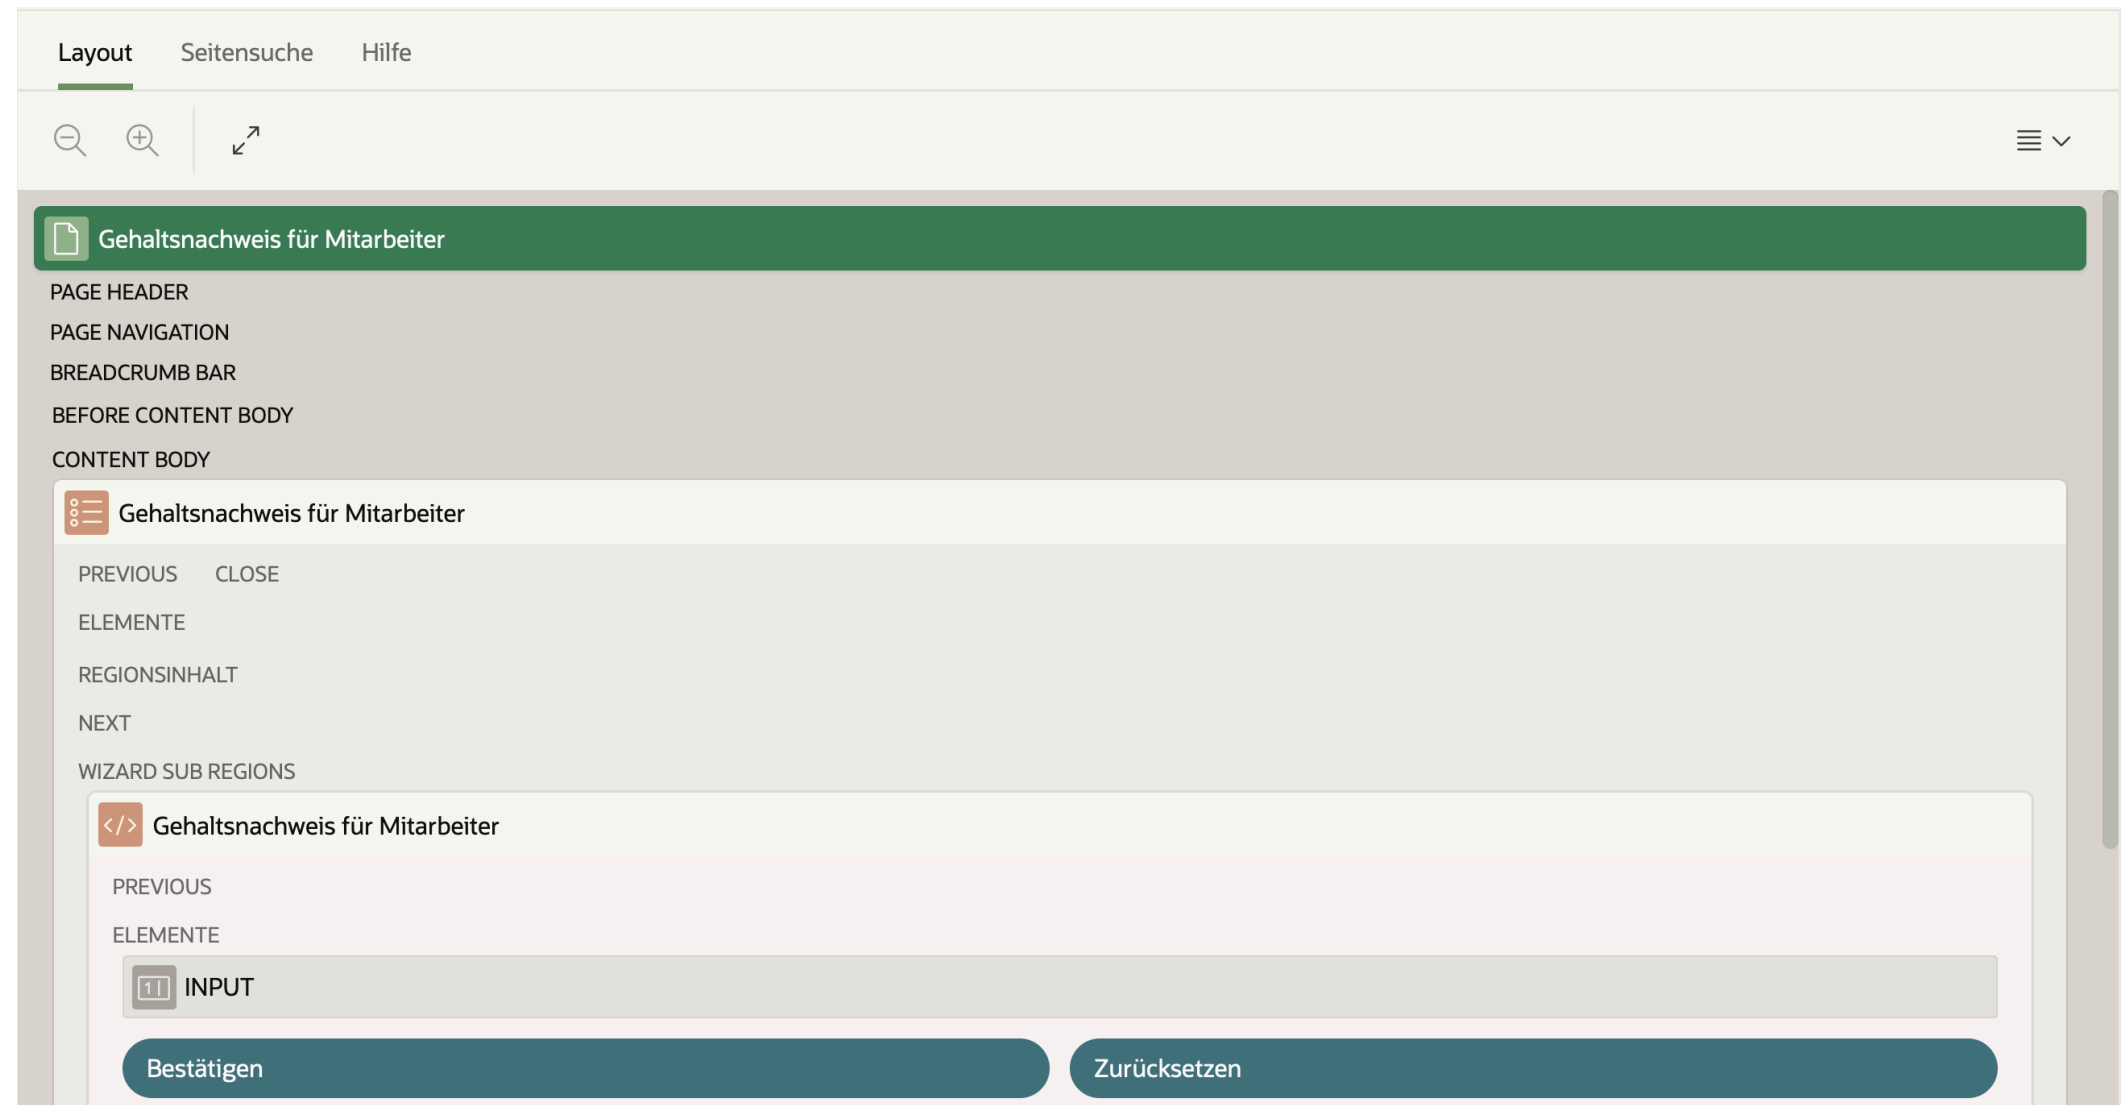 Layout Seitensuche Hilfe
Gehaltsnachweis für Mitarbeiter
PAGE HEADER
PAGE NAVIGATION
BREADCRUMB BAR
BEFORE CONTENT BODY
CONTENT BODY
Gehaltsnachweis für Mitarbeiter
PREVIOUS CLOSE
ELEMENTE
REGIONSINHALT
NEXT
WIZARD SUB REGIONS
Gehaltsnachweis für Mitarbeiter
PREVIOUS
ELEMENTE
INPUT
Bestätigen Zurücksetzen